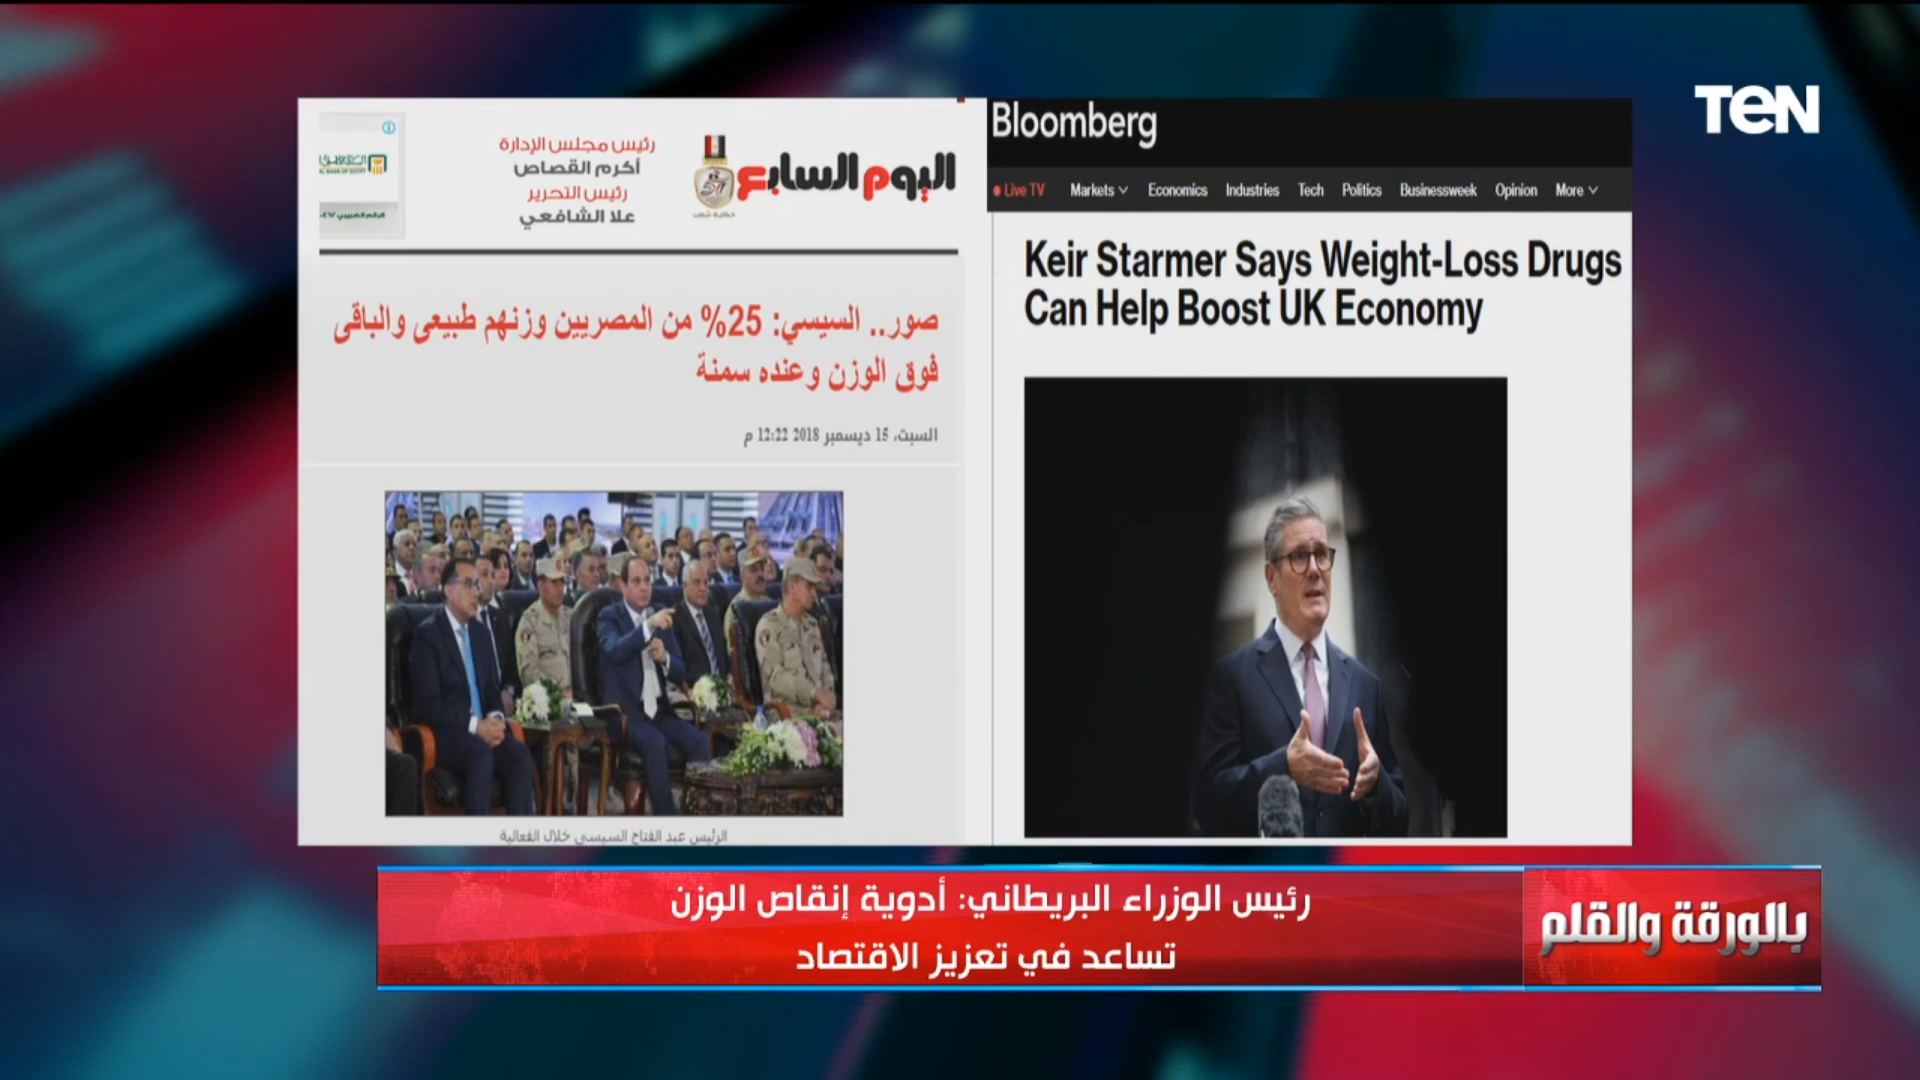 TEN
رئيس مجلس الإدارة
أكرم القصاص
رئيس التحرير
علا الشافعي
اليوم السابع
صور.. السيسي: 25% من المصريين وزنهم طبيعى والباقى
فوق الوزن وعنده سمنة
السبت، 15 ديسمبر 2018 12:22 م
الرئيس عبد الفتاح السيسي خلال الفعالية
Bloomberg
Live TV Markets Economics Industries Tech Politics Businessweek Opinion More
Keir Starmer Says Weight-Loss Drugs
Can Help Boost UK Economy
بالورقة والقلم
رئيس الوزراء البريطاني: أدوية إنقاص الوزن
تساعد في تعزيز الاقتصاد